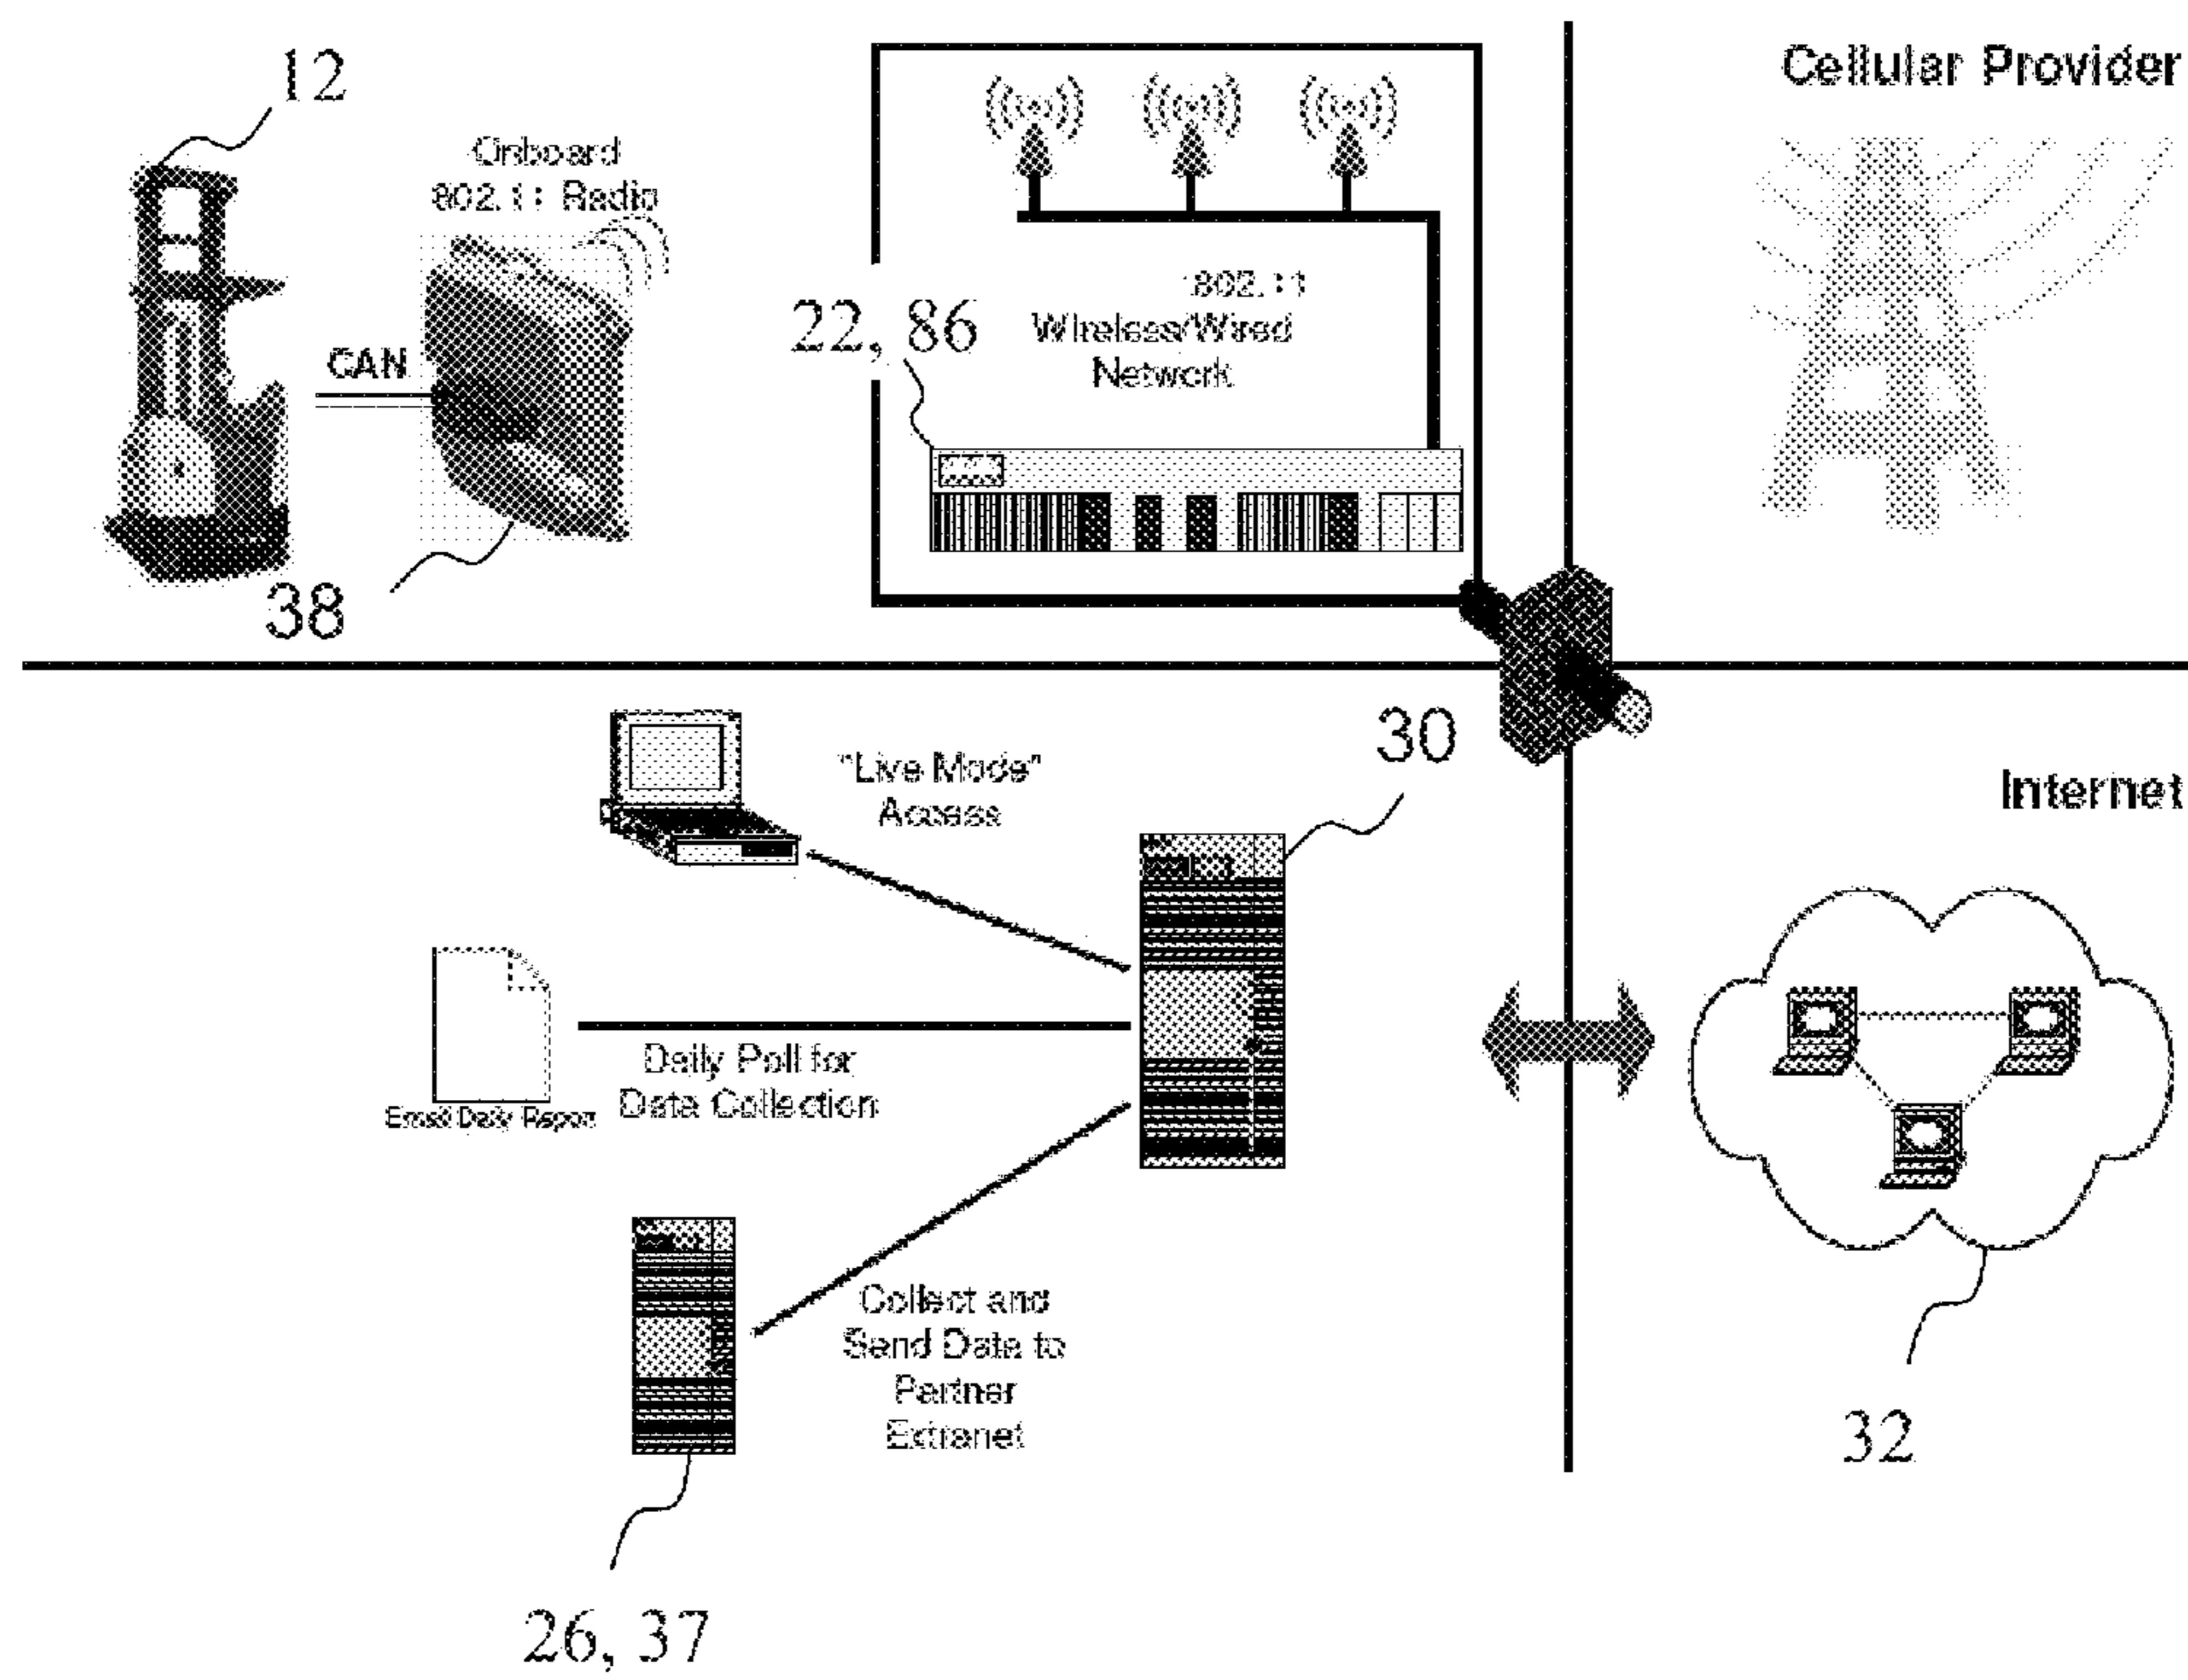 12
Onboard
802.11 Radio
CAN
38
802.11
Wireless/Wired
Network
22, 86
Cellular Provider
"Live Mode"
Access
30
Internet
Daily Poll for
Data Collection
Email Daily Report
Collect and
Send Data to
Partner
Extranet
32
26, 37